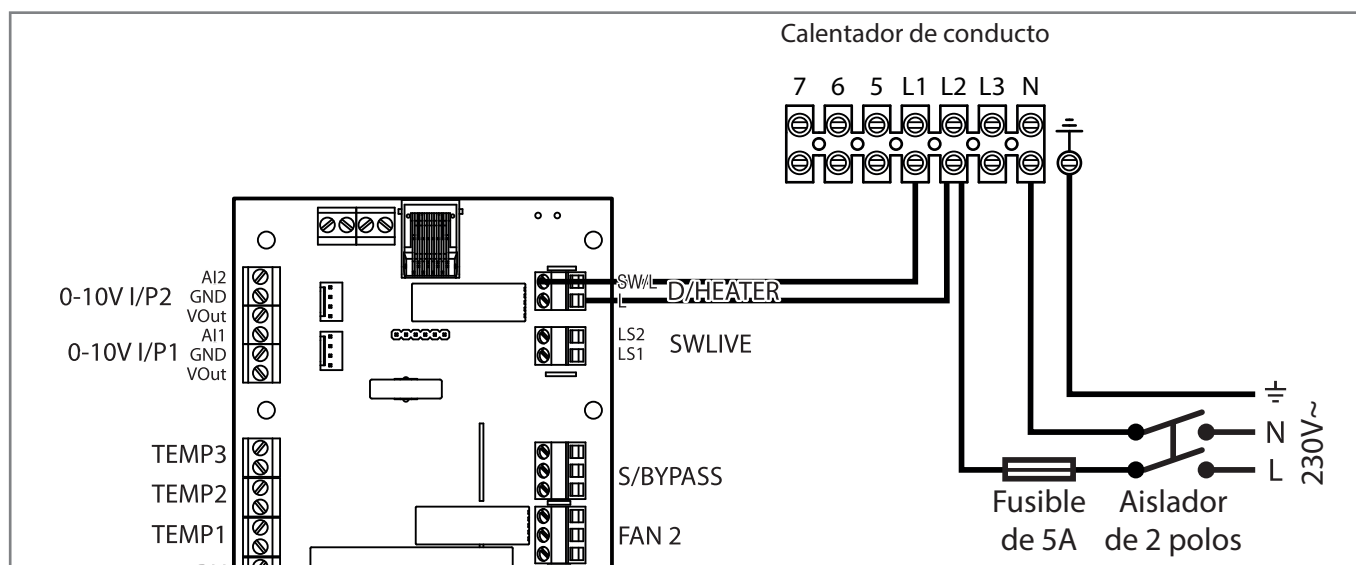 Calentador de conducto
7 6 5 L1 L2 L3 N
0-10V I/P2
AI2
GND
VOut
0-10V I/P1
AI1
GND
VOut
SW/L
L
D/HEATER
LS2
LS1
SWLIVE
TEMP3
TEMP2
TEMP1
S/BYPASS
FAN 2
N
L
230V~
Fusible
de 5A
Aislador
de 2 polos